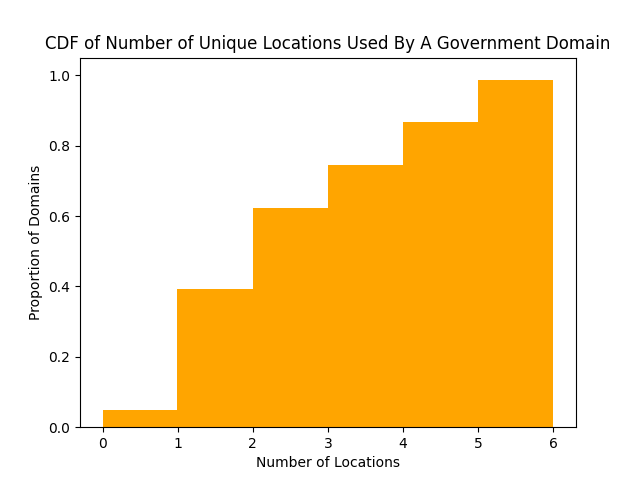 CDF of Number of Unique Locations Used By A Government Domain
1.0
0.8
0.6
0.4
0.2
0.0
Proportion of Domains
0 1 2 3 4 5 6
Number of Locations